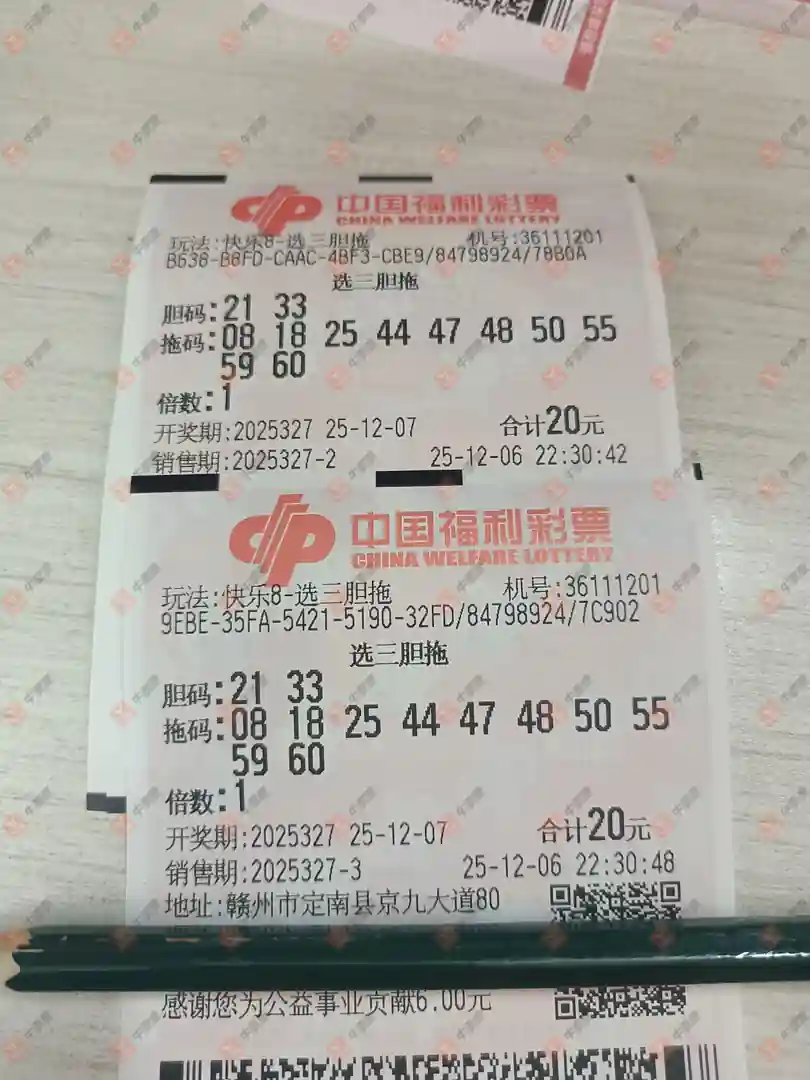 中国福利彩票
CHINA WELFARE LOTTERY
玩法:快乐8-选三胆拖 机号:36111201
B638-B8FD-CAAC-4BF3-CBE9/84798924/78B0A
选三胆拖
胆码:21 33
拖码:08 18 25 44 47 48 50 55
59 60
倍数:1
开奖期:2025327 25-12-07 合计20元
销售期:2025327-2 25-12-06 22:30:42
中国福利彩票
CHINA WELFARE LOTTERY
玩法:快乐8-选三胆拖 机号:36111201
9EBE-35FA-5421-5190-32FD/84798924/7C902
选三胆拖
胆码:21 33
拖码:08 18 25 44 47 48 50 55
59 60
倍数:1
开奖期:2025327 25-12-07 合计20元
销售期:2025327-3 25-12-06 22:30:48
地址:赣州市定南县京九大道80
感谢您为公益事业贡献6.00元